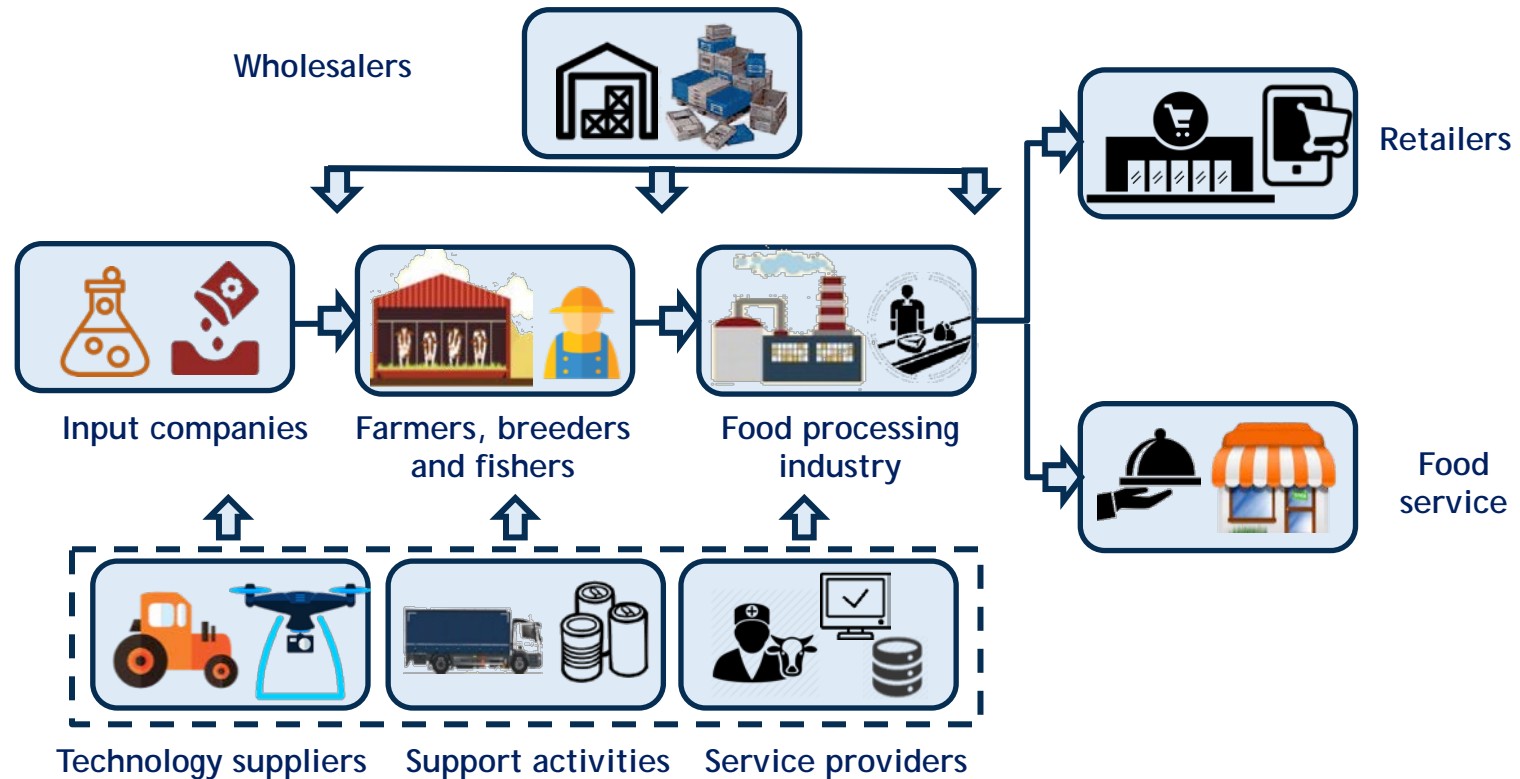 Wholesalers
Retailers
Input companies
Farmers, breeders
and fishers
Food processing
industry
Food
service
Technology suppliers
Support activities
Service providers